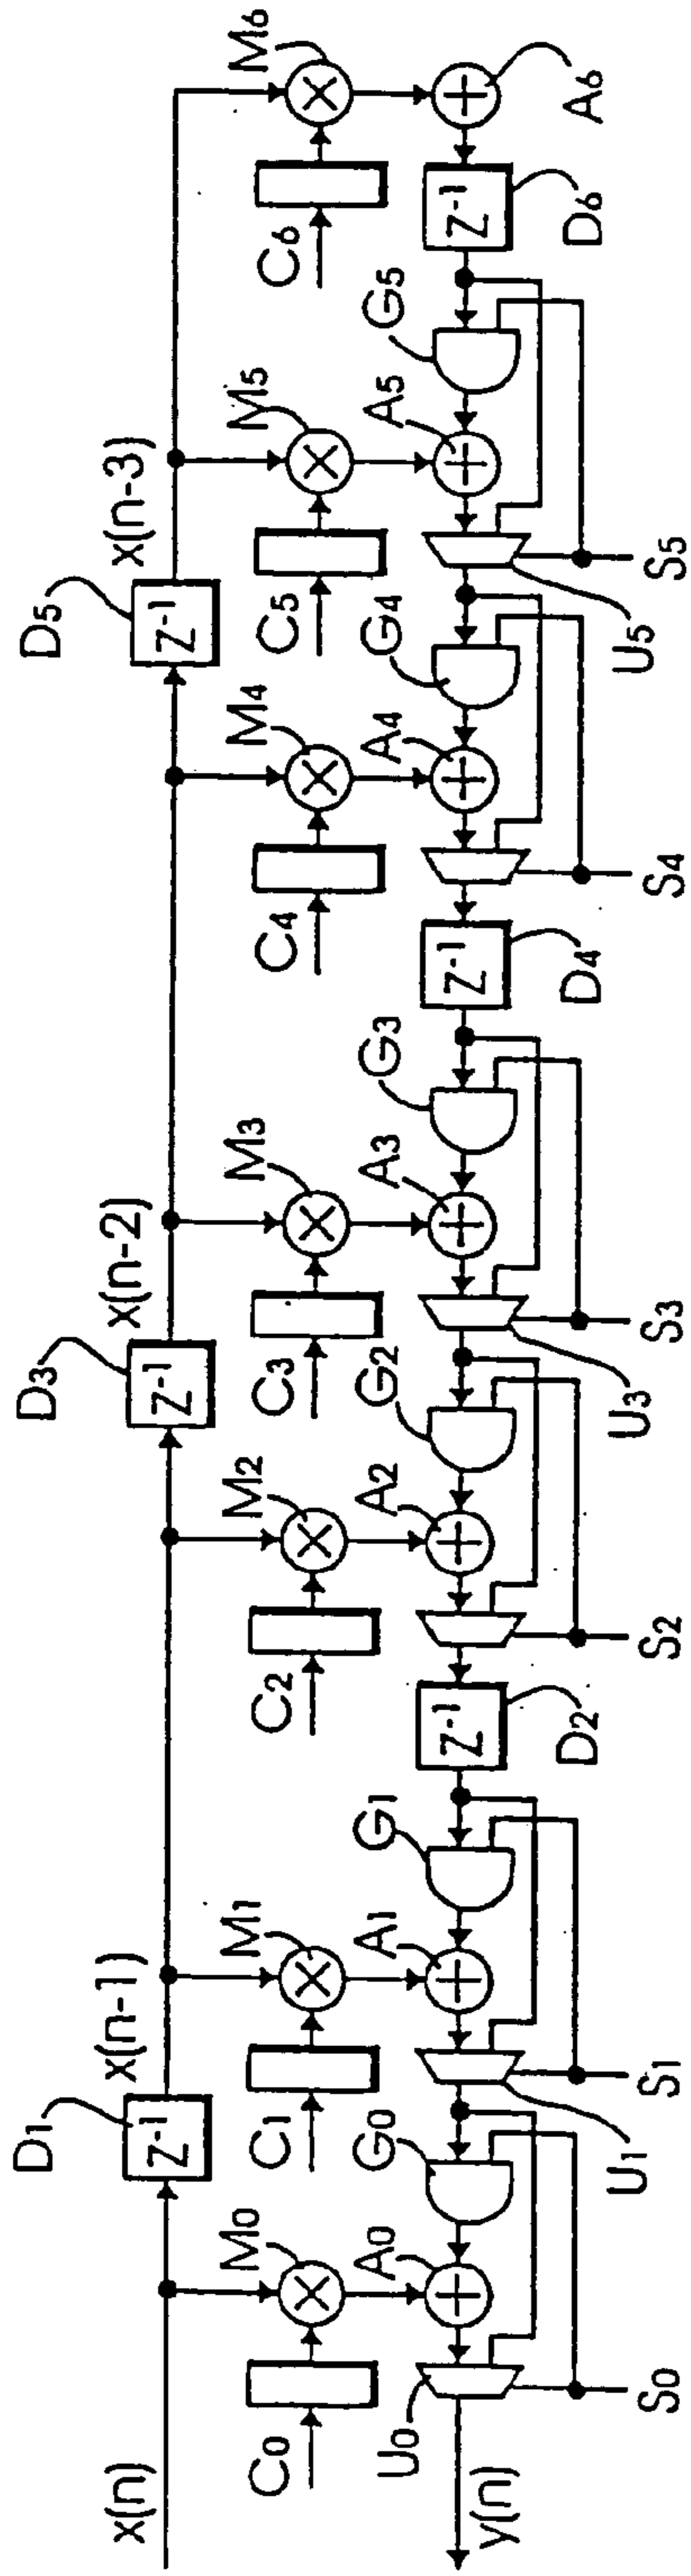 x(n)
x(n-1)
x(n-2)
x(n-3)
D1
Z-1
D3
Z-1
D5
Z-1
M0
M1
M2
M3
M4
M5
M6
C0
C1
C2
C3
C4
C5
C6
A0
G0
A1
G1
A2
G2
A3
G3
A4
G4
A5
G5
U0
Z-1
Z-1
Z-1
y(n)
S0
U1
S1
D2
S2
U3
S3
D4
S4
U5
S5
D6
A6